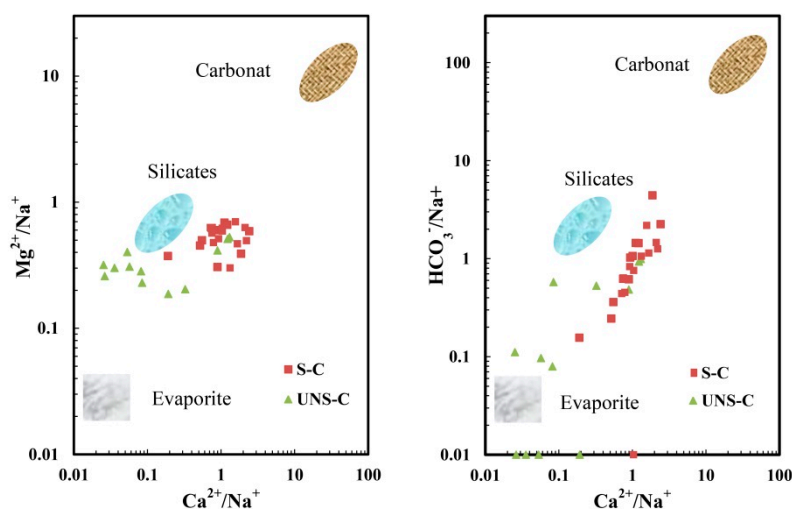 10
1
0.1
0.01
Mg²⁺/Na⁺
Carbonat
Silicates
Evaporite
S-C
UNS-C
0.01 0.1 1 10 100
Ca²⁺/Na⁺
100
10
1
0.1
0.01
HCO₃⁻/Na+
Carbonat
Silicates
Evaporite
S-C
UNS-C
0.01 0.1 1 10 100
Ca²⁺/Na⁺